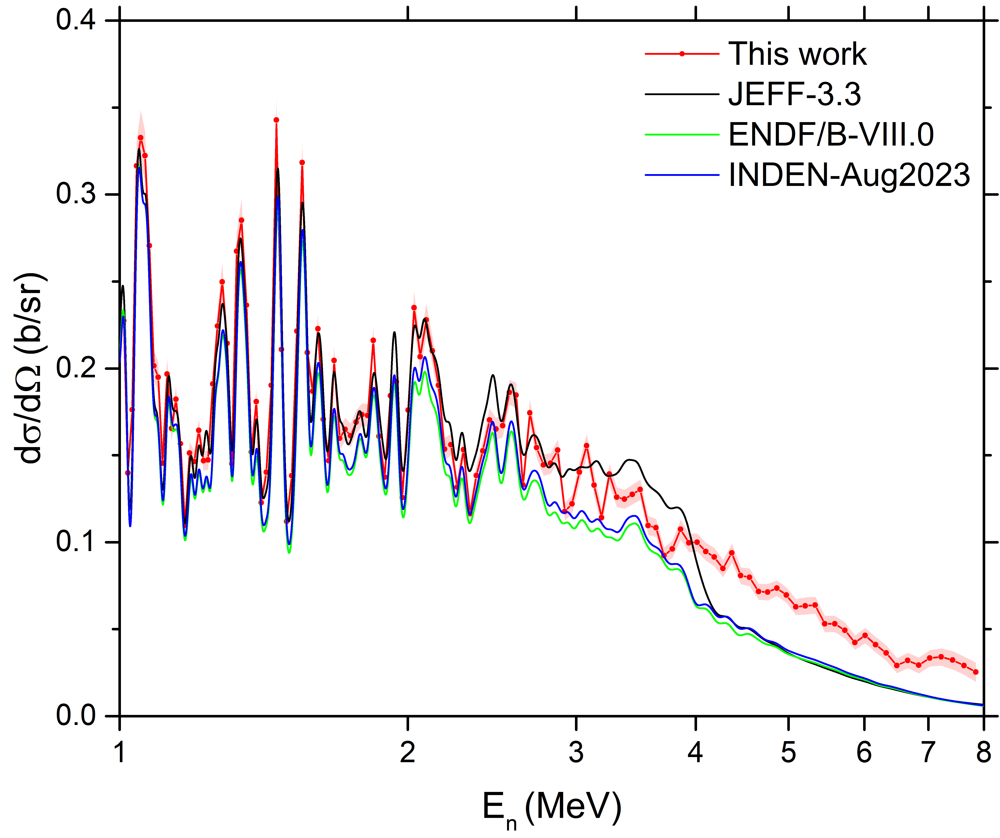 0.4
0.3
0.2
0.1
0.0
dσ/dΩ (b/sr)
This work
JEFF-3.3
ENDF/B-VIII.0
INDEN-Aug2023
1 2 3 4 5 6 7 8
En (MeV)